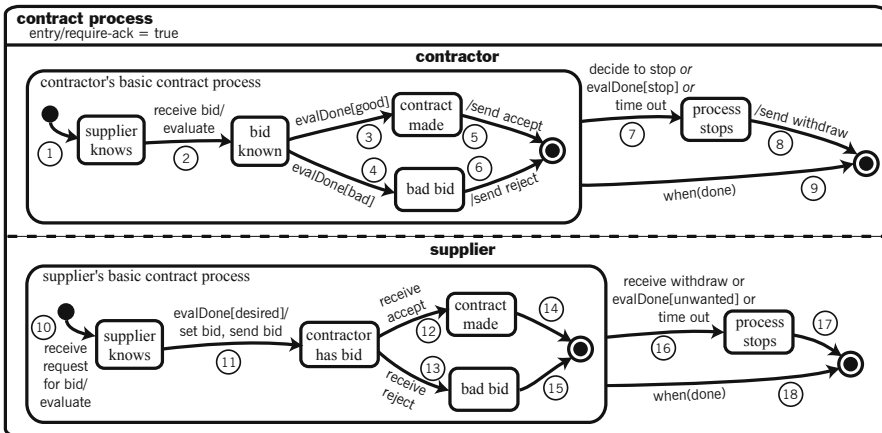 contract process
entry/require-ack = true
contractor
contractor's basic contract process
1
supplier
knows
receive bid/
evaluate
2
bid
known
evalDone[good]
3
evalDone[bad]
4
contract
made
bad bid
/send accept
5
6
/send reject
decide to stop or
evalDone[stop] or
time out
7
process
stops
/send withdraw
8
when(done)
9
supplier
supplier's basic contract process
10
receive
request
for bid/
evaluate
supplier
knows
evalDone[desired]/
set bid, send bid
11
contractor
has bid
receive
accept
12
13
receive
reject
contract
made
bad bid
14
15
receive withdraw or
evalDone[unwanted] or
time out
16
process
stops
17
when(done)
18